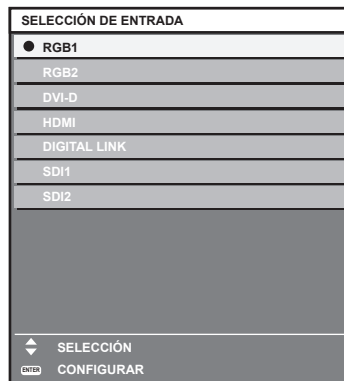 SELECCIÓN DE ENTRADA
RGB1
RGB2
DVI-D
HDMI
DIGITAL LINK
SDI1
SDI2
SELECCIÓN
ENTER CONFIGURAR